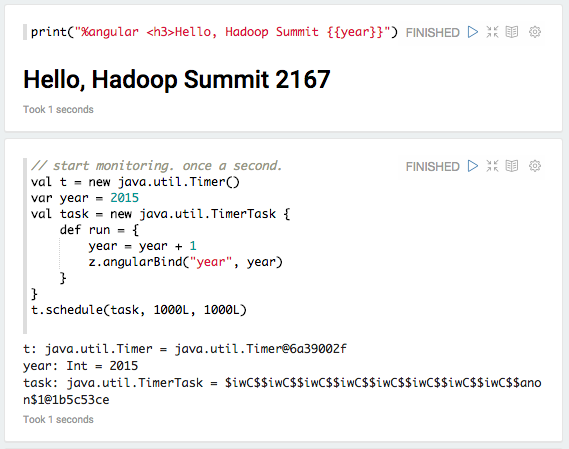 print("%angular <h3>Hello, Hadoop Summit {{year}}") FINISHED
Hello, Hadoop Summit 2167
Took 1 seconds
// start monitoring. once a second. FINISHED
val t = new java.util.Timer()
var year = 2015
val task = new java.util.TimerTask {
def run = {
year = year + 1
z.angularBind("year", year)
}
}
t.schedule(task, 1000L, 1000L)
t: java.util.Timer = java.util.Timer@6a39002f
year: Int = 2015
task: java.util.TimerTask = $iwC$$iwC$$iwC$$iwC$$iwC$$iwC$$iwC$$iwC$$ano
n$1@1b5c53ce
Took 1 seconds